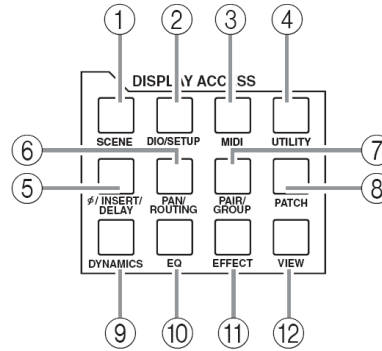 ① ② ③ ④
DISPLAY ACCESS
SCENE DIO/SETUP MIDI UTILITY
⑥ ⑦
⑤ ⑧
ø/ INSERT/ DELAY PAN/ ROUTING PAIR/ GROUP PATCH
DYNAMICS EQ EFFECT VIEW
⑨ ⑩ ⑪ ⑫